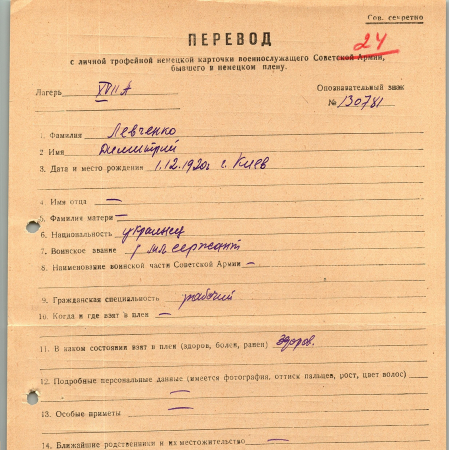 Сов. секретно
ПЕРЕВОД
24
с личной трофейной немецкой карточки военнослужащего Советской Армии,
бывшего в немецком плену.
Лагерь XVII A
Опознавательный знак
№ 130781
1. Фамилия Левченко
2 Имя Димитрий
3. Дата и место рождения 1.12.1920г г. Киев
4. Имя отца —
5. Фамилия матери =
6. Национальность украинец
7. Воинское звание мл сержант
8. Наименование воинской части Советской Армии —
9. Гражданская специальность рабочий
10. Когда и где взят в плен —
11. В каком состоянии взят в плен (здоров, болен, ранен) здоров.
12. Подробные персональные данные (имеется фотография, оттиск пальцев, рост, цвет волос)
—
13. Особые приметы —
14. Ближайшие родственники и их местожительство —